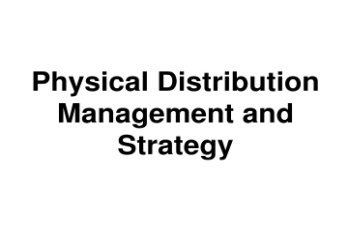 Physical Distribution
Management and
Strategy